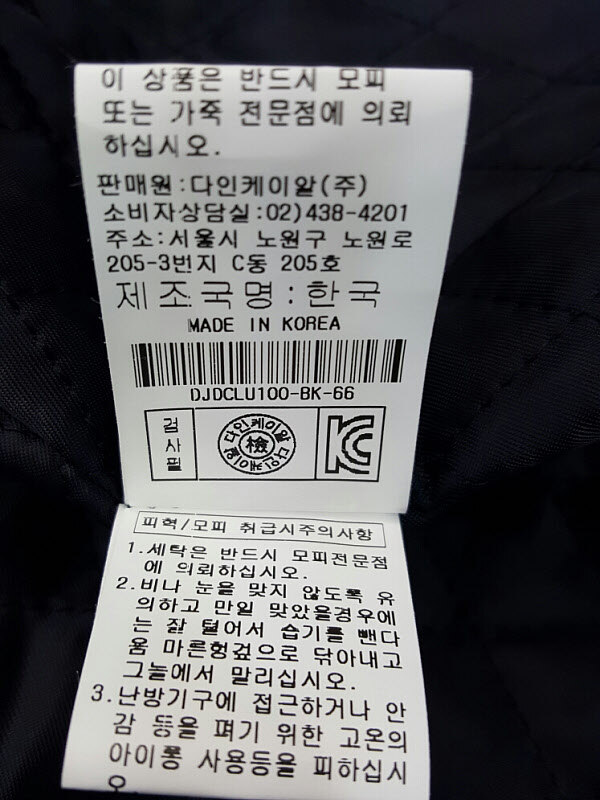 이 상품은 반드시 모피
또는 가죽 전문점에 의뢰
하십시오.
판매원:다인케이알(주)
소비자상담실:02)438-4201
주소:서울시 노원구 노원로
205-3번지 C동 205호
제조국명:한국
MADE IN KOREA
DJDCLU100-BK-66
검사필
다인케이알 다인케이알
檢
KC
피혁/모피 취급시주의사항
1.세탁은 반드시 모피전문점
에 의뢰하십시오.
2.비나 눈을 맞지 않도록 유
의하고 만일 맞았을경우에
는 잘 털어서 습기를 뺀다
움 마른헝겊으로 닦아내고
그늘에서 말리십시오.
3.난방기구에 접근하거나 안
감 등을 펴기 위한 고온의
아이롱 사용등을 피하십시
오.